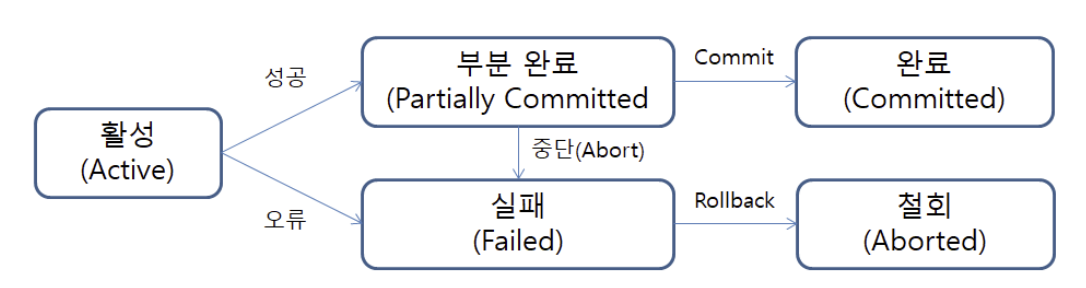 활성
(Active)
성공
오류
부분 완료
(Partially Committed
Commit
완료
(Committed)
중단(Abort)
실패
(Failed)
Rollback
철회
(Aborted)